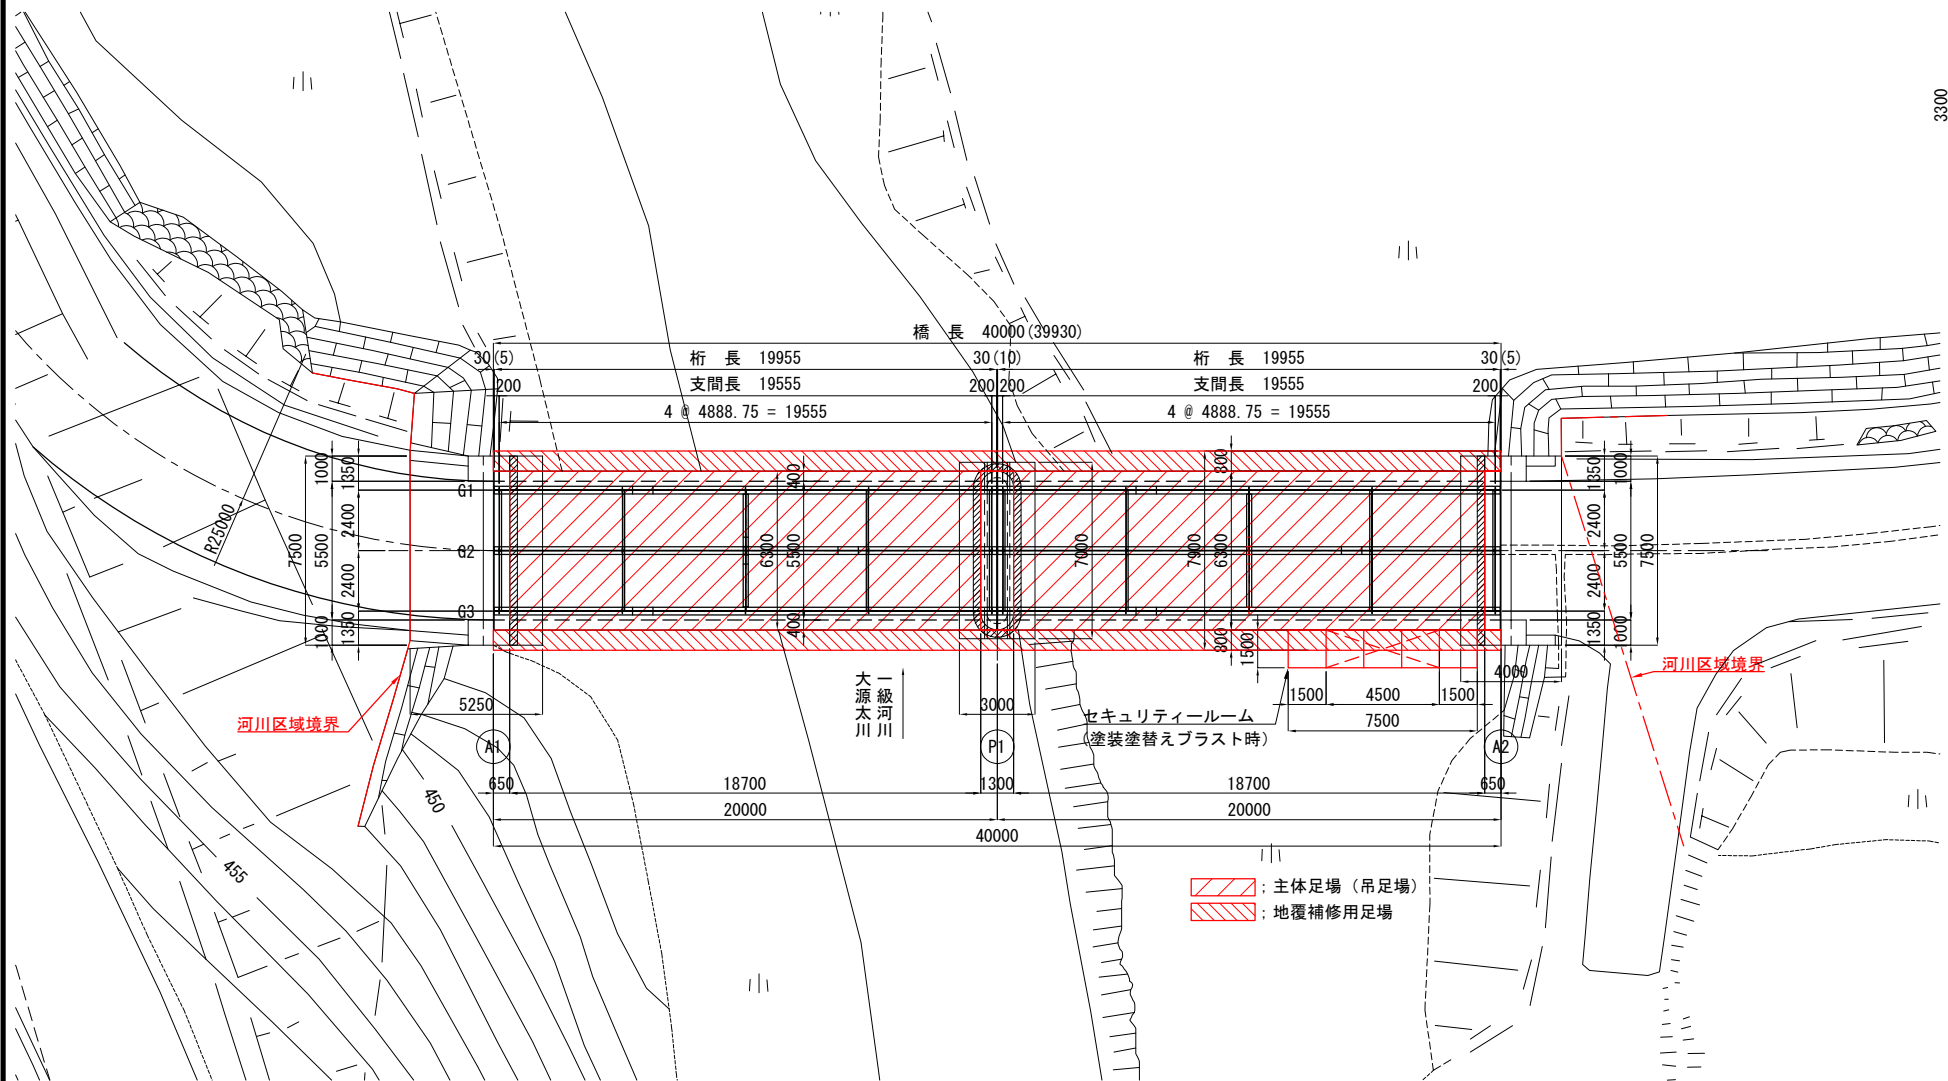 3300
橋 長 40000(39930)
30(5)
桁 長 19955
30(10)
桁 長 19955
30(5)
200
支間長 19555
200
200
支間長 19555
200
4 @ 4888.75 = 19555
4 @ 4888.75 = 19555
1000
1350
400
800
1350
1000
G1
R25000
7500
5500
2400
G2
2400
6300
5500
7000
7900
6300
2400
2400
5500
7500
G3
1000
1350
400
800
1500
1350
1000
河川区域境界
5250
一級河川
大源太川
3000
セキュリティールーム
(塗装塗替えブラスト時)
1500
4500
1500
7500
4000
河川区域境界
A1
P1
A2
650
18700
1300
18700
650
20000
20000
40000
450
455
;主体足場(吊足場)
;地覆補修用足場